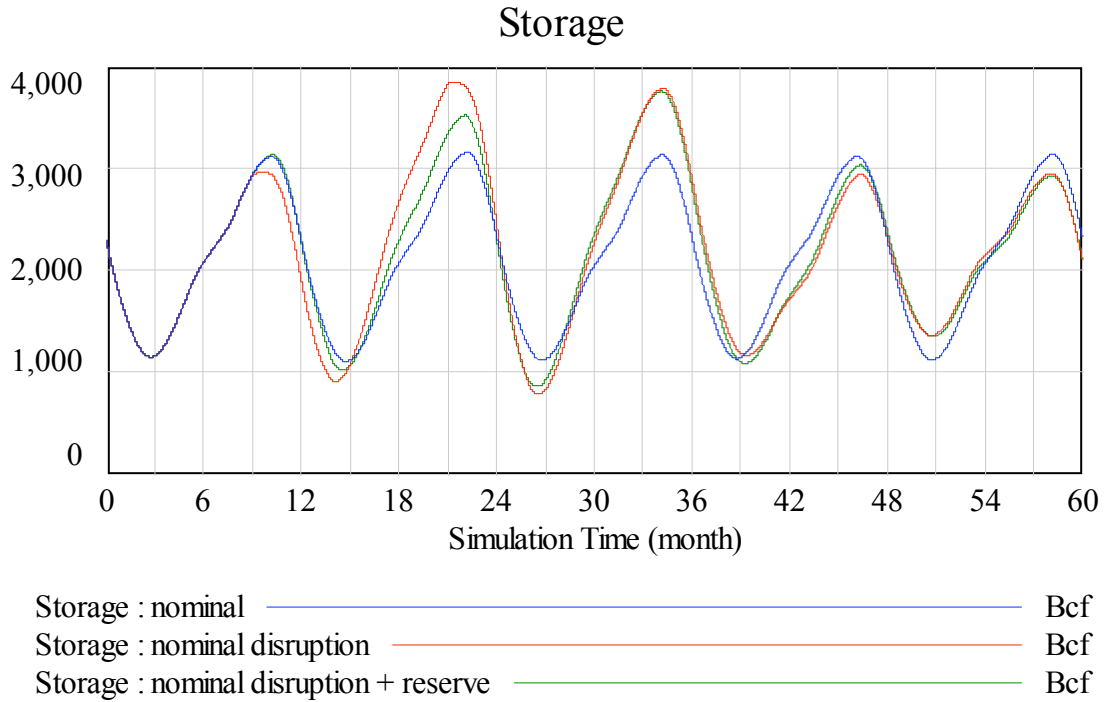 Storage
4,000
3,000
2,000
1,000
0
0 6 12 18 24 30 36 42 48 54 60
Simulation Time (month)
Storage : nominal Bcf
Storage : nominal disruption Bcf
Storage : nominal disruption + reserve Bcf